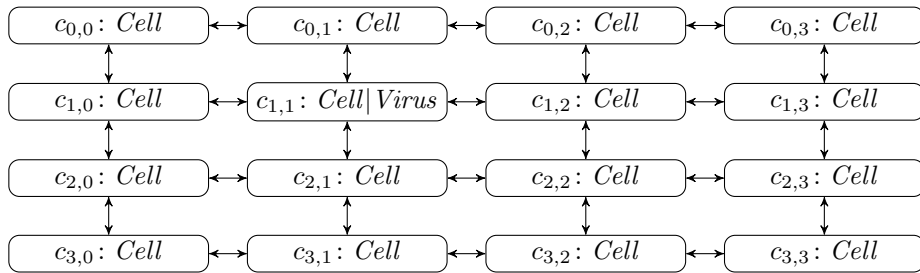 c0,0: Cell c0,1: Cell c0,2: Cell c0,3: Cell
c1,0: Cell c1,1: Cell|Virus c1,2: Cell c1,3: Cell
c2,0: Cell c2,1: Cell c2,2: Cell c2,3: Cell
c3,0: Cell c3,1: Cell c3,2: Cell c3,3: Cell